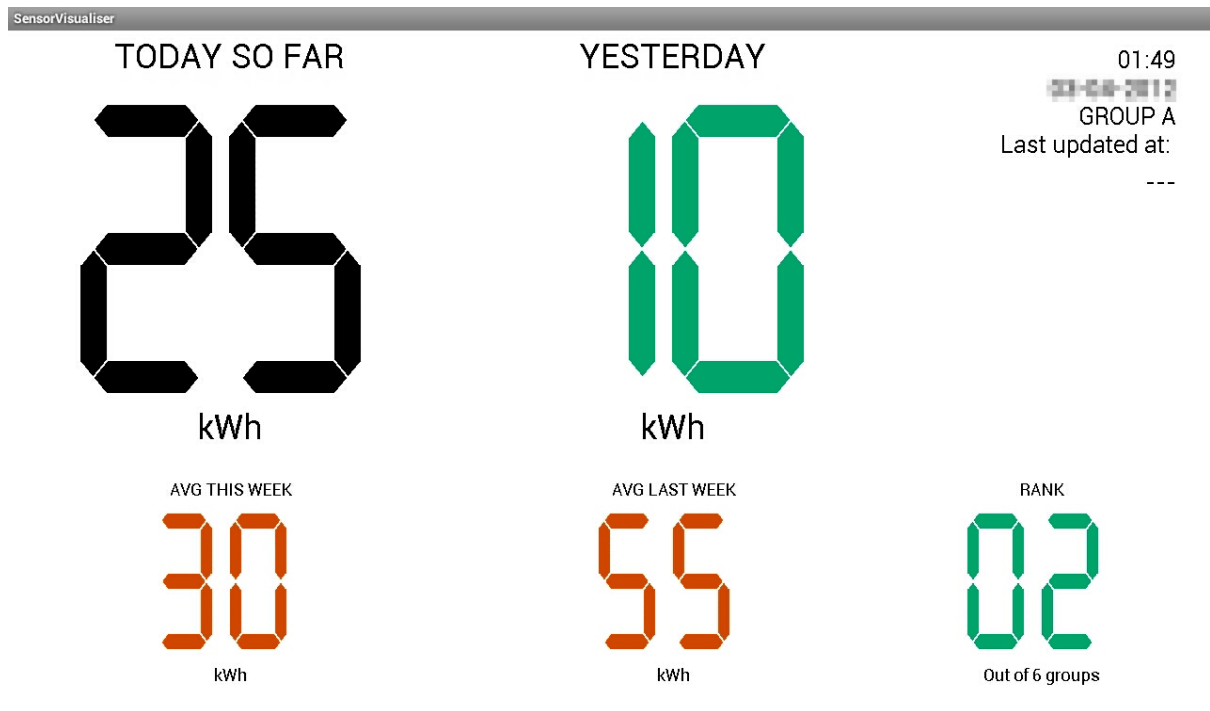 SensorVisualiser
TODAY SO FAR
25
kWh
YESTERDAY
10
kWh
01:49
GROUP A
Last updated at:
---
AVG THIS WEEK
30
kWh
AVG LAST WEEK
55
kWh
RANK
02
Out of 6 groups